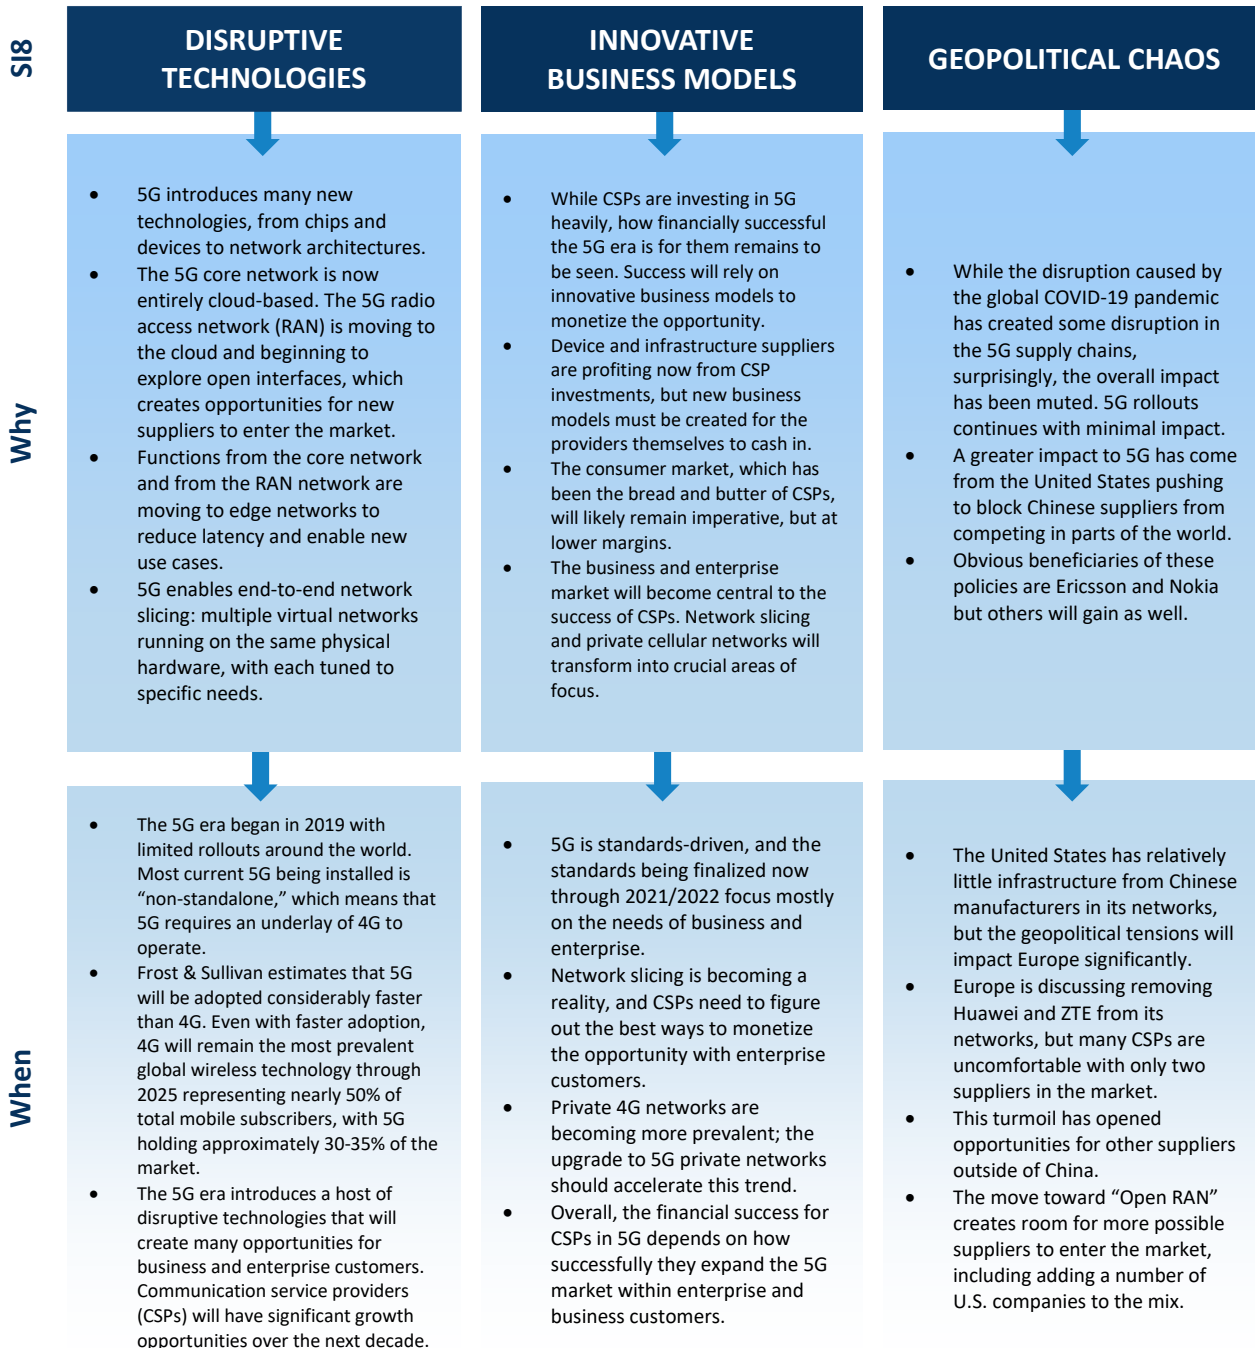 SI8
DISRUPTIVE
TECHNOLOGIES
INNOVATIVE
BUSINESS MODELS
GEOPOLITICAL CHAOS
Why
• 5G introduces many new
technologies, from chips and
devices to network architectures.
• The 5G core network is now
entirely cloud-based. The 5G radio
access network (RAN) is moving to
the cloud and beginning to
explore open interfaces, which
creates opportunities for new
suppliers to enter the market.
• Functions from the core network
and from the RAN network are
moving to edge networks to
reduce latency and enable new
use cases.
• 5G enables end-to-end network
slicing: multiple virtual networks
running on the same physical
hardware, with each tuned to
specific needs.
• While CSPs are investing in 5G
heavily, how financially successful
the 5G era is for them remains to
be seen. Success will rely on
innovative business models to
monetize the opportunity.
• Device and infrastructure suppliers
are profiting now from CSP
investments, but new business
models must be created for the
providers themselves to cash in.
• The consumer market, which has
been the bread and butter of CSPs,
will likely remain imperative, but at
lower margins.
• The business and enterprise
market will become central to the
success of CSPs. Network slicing
and private cellular networks will
transform into crucial areas of
focus.
• While the disruption caused by
the global COVID-19 pandemic
has created some disruption in
the 5G supply chains,
surprisingly, the overall impact
has been muted. 5G rollouts
continues with minimal impact.
• A greater impact to 5G has come
from the United States pushing
to block Chinese suppliers from
competing in parts of the world.
• Obvious beneficiaries of these
policies are Ericsson and Nokia
but others will gain as well.
When
• The 5G era began in 2019 with
limited rollouts around the world.
Most current 5G being installed is
“non-standalone,” which means that
5G requires an underlay of 4G to
operate.
• Frost & Sullivan estimates that 5G
will be adopted considerably faster
than 4G. Even with faster adoption,
4G will remain the most prevalent
global wireless technology through
2025 representing nearly 50% of
total mobile subscribers, with 5G
holding approximately 30-35% of the
market.
• The 5G era introduces a host of
disruptive technologies that will
create many opportunities for
business and enterprise customers.
Communication service providers
(CSPs) will have significant growth
opportunities over the next decade.
• 5G is standards-driven, and the
standards being finalized now
through 2021/2022 focus mostly
on the needs of business and
enterprise.
• Network slicing is becoming a
reality, and CSPs need to figure
out the best ways to monetize
the opportunity with enterprise
customers.
• Private 4G networks are
becoming more prevalent; the
upgrade to 5G private networks
should accelerate this trend.
• Overall, the financial success for
CSPs in 5G depends on how
successfully they expand the 5G
market within enterprise and
business customers.
• The United States has relatively
little infrastructure from Chinese
manufacturers in its networks,
but the geopolitical tensions will
impact Europe significantly.
• Europe is discussing removing
Huawei and ZTE from its
networks, but many CSPs are
uncomfortable with only two
suppliers in the market.
• This turmoil has opened
opportunities for other suppliers
outside of China.
• The move toward “Open RAN”
creates room for more possible
suppliers to enter the market,
including adding a number of
U.S. companies to the mix.